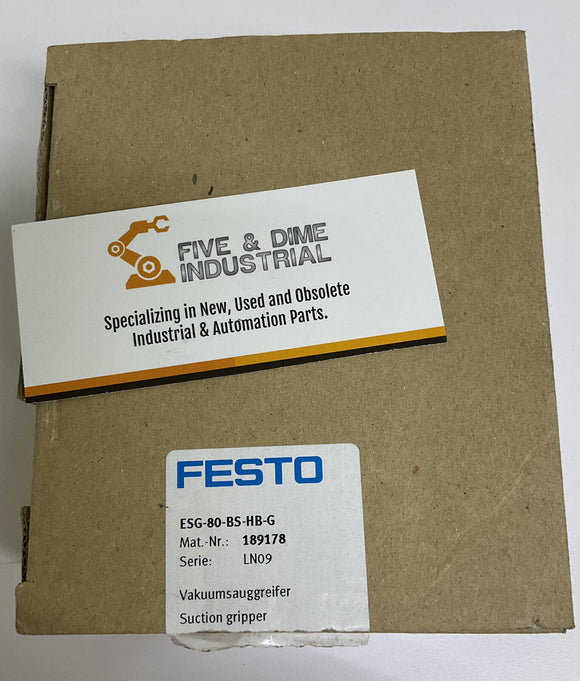 FIVE & DIME
INDUSTRIAL
Specializing in New, Used and Obsolete
Industrial & Automation Parts.
FESTO
ESG-80-BS-HB-G
Mat.-Nr.: 189178
Serie: LN09
Vakuumsauggreifer
Suction gripper